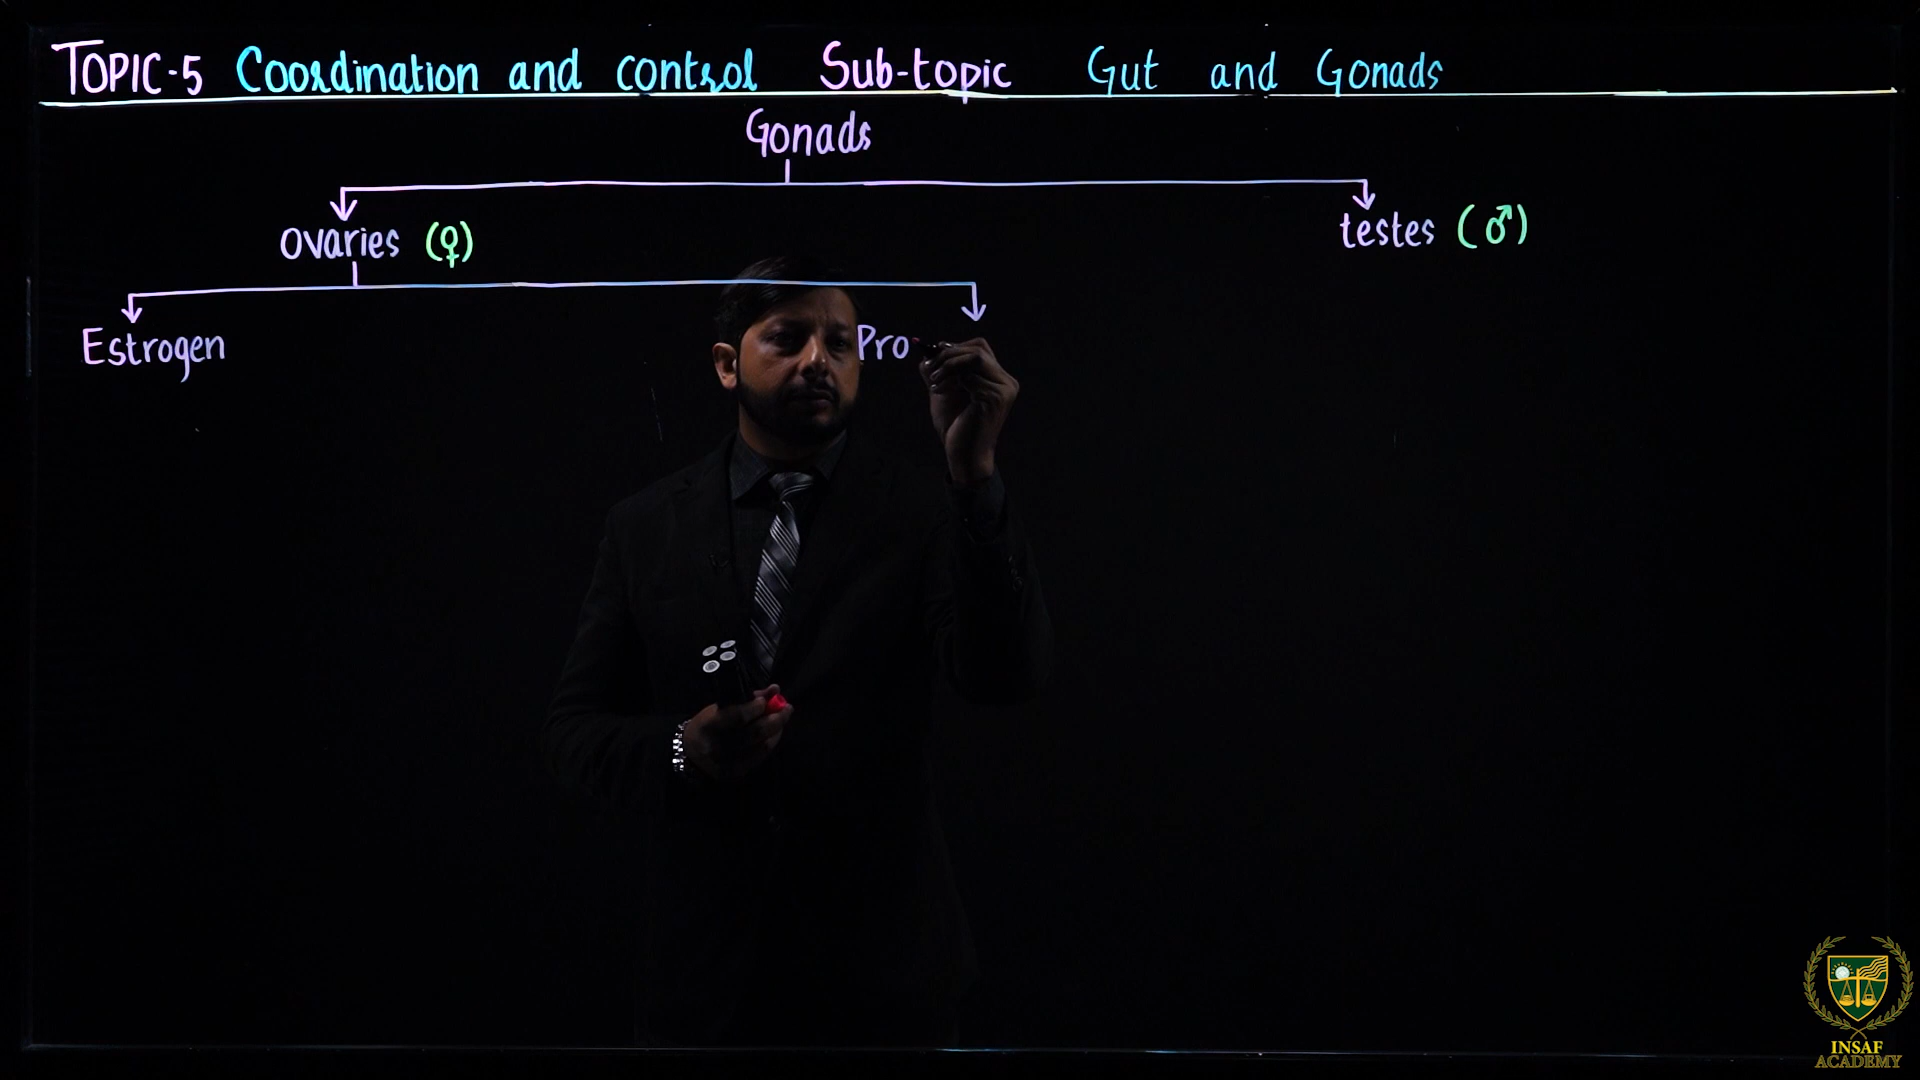 TOPIC-5 Coordination and control Sub-topic Gut and Gonads
Gonads
ovaries (♀)
testes (♂)
Estrogen
Pro
INSAF
ACADEMY